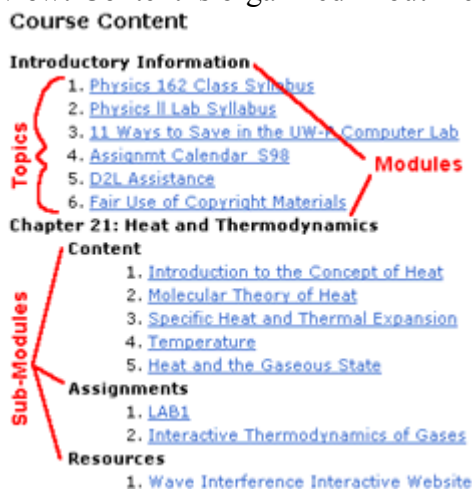 Course Content
Introductory Information
1. Physics 162 Class Syllabus
2. Physics ll Lab Syllabus
3. 11 Ways to Save in the UW- Computer Lab
4. Assignmt Calendar S98
5. D2L Assistance
6. Fair Use of Copyright Materials
Topics
Modules
Chapter 21: Heat and Thermodynamics
Content
1. Introduction to the Concept of Heat
2. Molecular Theory of Heat
3. Specific Heat and Thermal Expansion
4. Temperature
5. Heat and the Gaseous State
Sub-Modules
Assignments
1. LAB1
2. Interactive Thermodynamics of Gases
Resources
1. Wave Interference Interactive Website